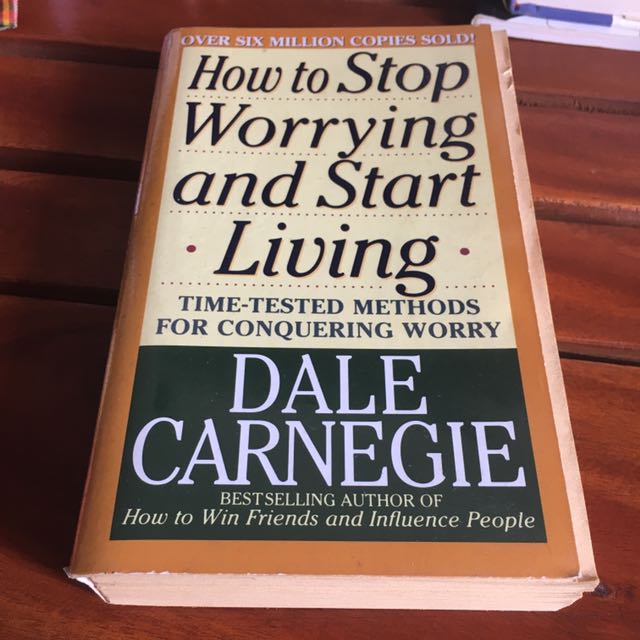 OVER SIX MILLION COPIES SOLD!
How to Stop
Worrying
and Start
• Living •
TIME-TESTED METHODS
FOR CONQUERING WORRY
DALE
CARNEGIE
BESTSELLING AUTHOR OF
How to Win Friends and Influence People